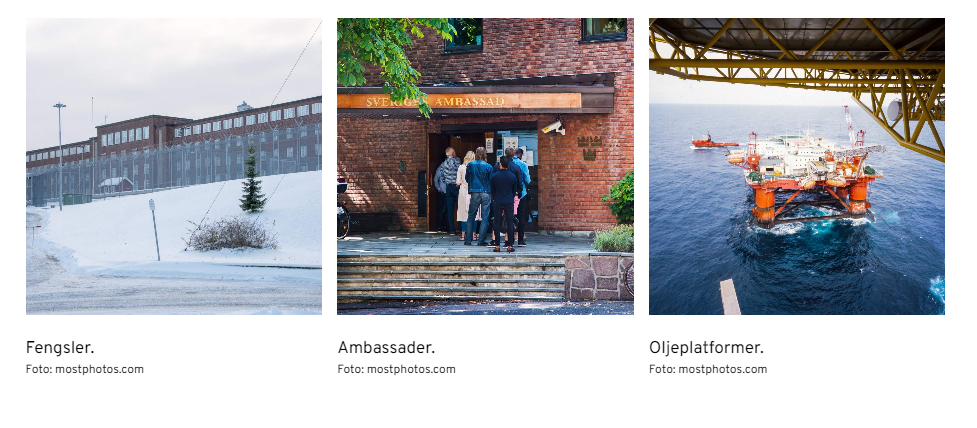 SVERIGES AMBASSAD
Fengsler.
Foto: mostphotos.com
Ambassader.
Foto: mostphotos.com
Oljeplatformer.
Foto: mostphotos.com